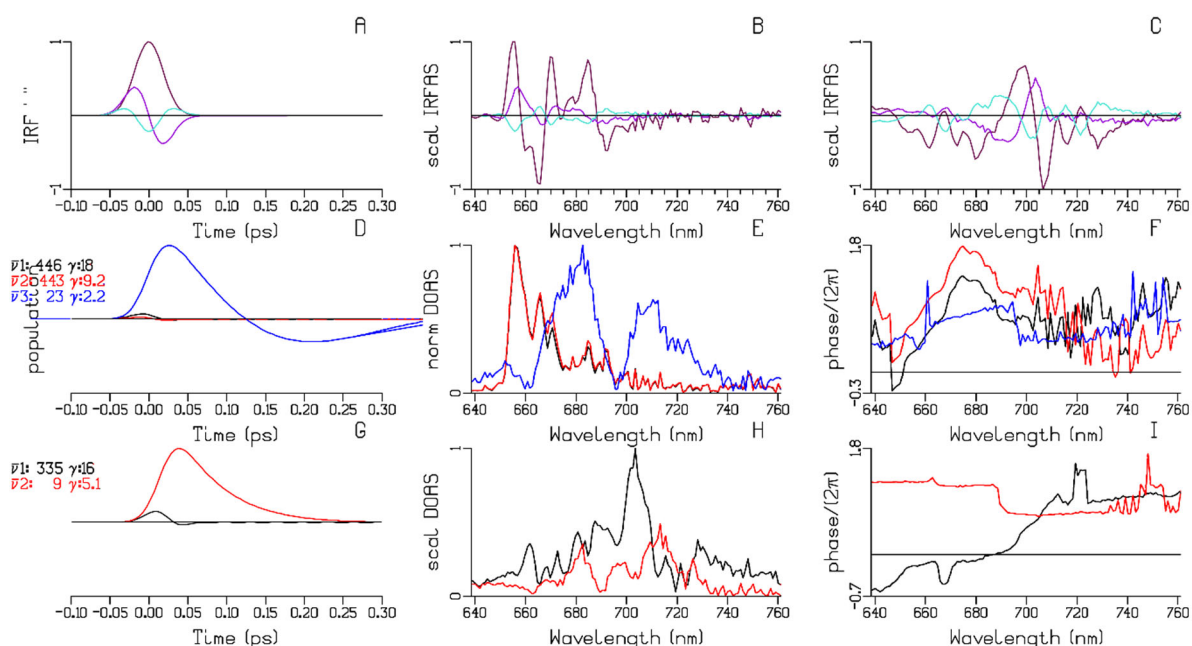 A
B
C
1
-1
IRF ' "
-0.10 -0.05 0.00 0.05 0.10 0.15 0.20 0.25 0.30
Time (ps)
1
-1
scal IRFAS
640 660 680 700 720 740 760
Wavelength (nm)
1
-1
scal IRFAS
640 660 680 700 720 740 760
Wavelength (nm)
D
E
F
ν̄1: 446 γ:18
ν̄2: 443 γ:9.2
ν̄3: 23 γ:2.2
population
-0.10 -0.05 0.00 0.05 0.10 0.15 0.20 0.25 0.30
Time (ps)
1
0
norm DOAS
640 660 680 700 720 740 760
Wavelength (nm)
1.8
-0.3
phase/(2π)
640 660 680 700 720 740 760
Wavelength (nm)
G
H
I
ν̄1: 335 γ:16
ν̄2: 9 γ:5.1
-0.10 -0.05 0.00 0.05 0.10 0.15 0.20 0.25 0.30
Time (ps)
1
0
scal DOAS
640 660 680 700 720 740 760
Wavelength (nm)
1.8
-0.7
phase/(2π)
640 660 680 700 720 740 760
Wavelength (nm)